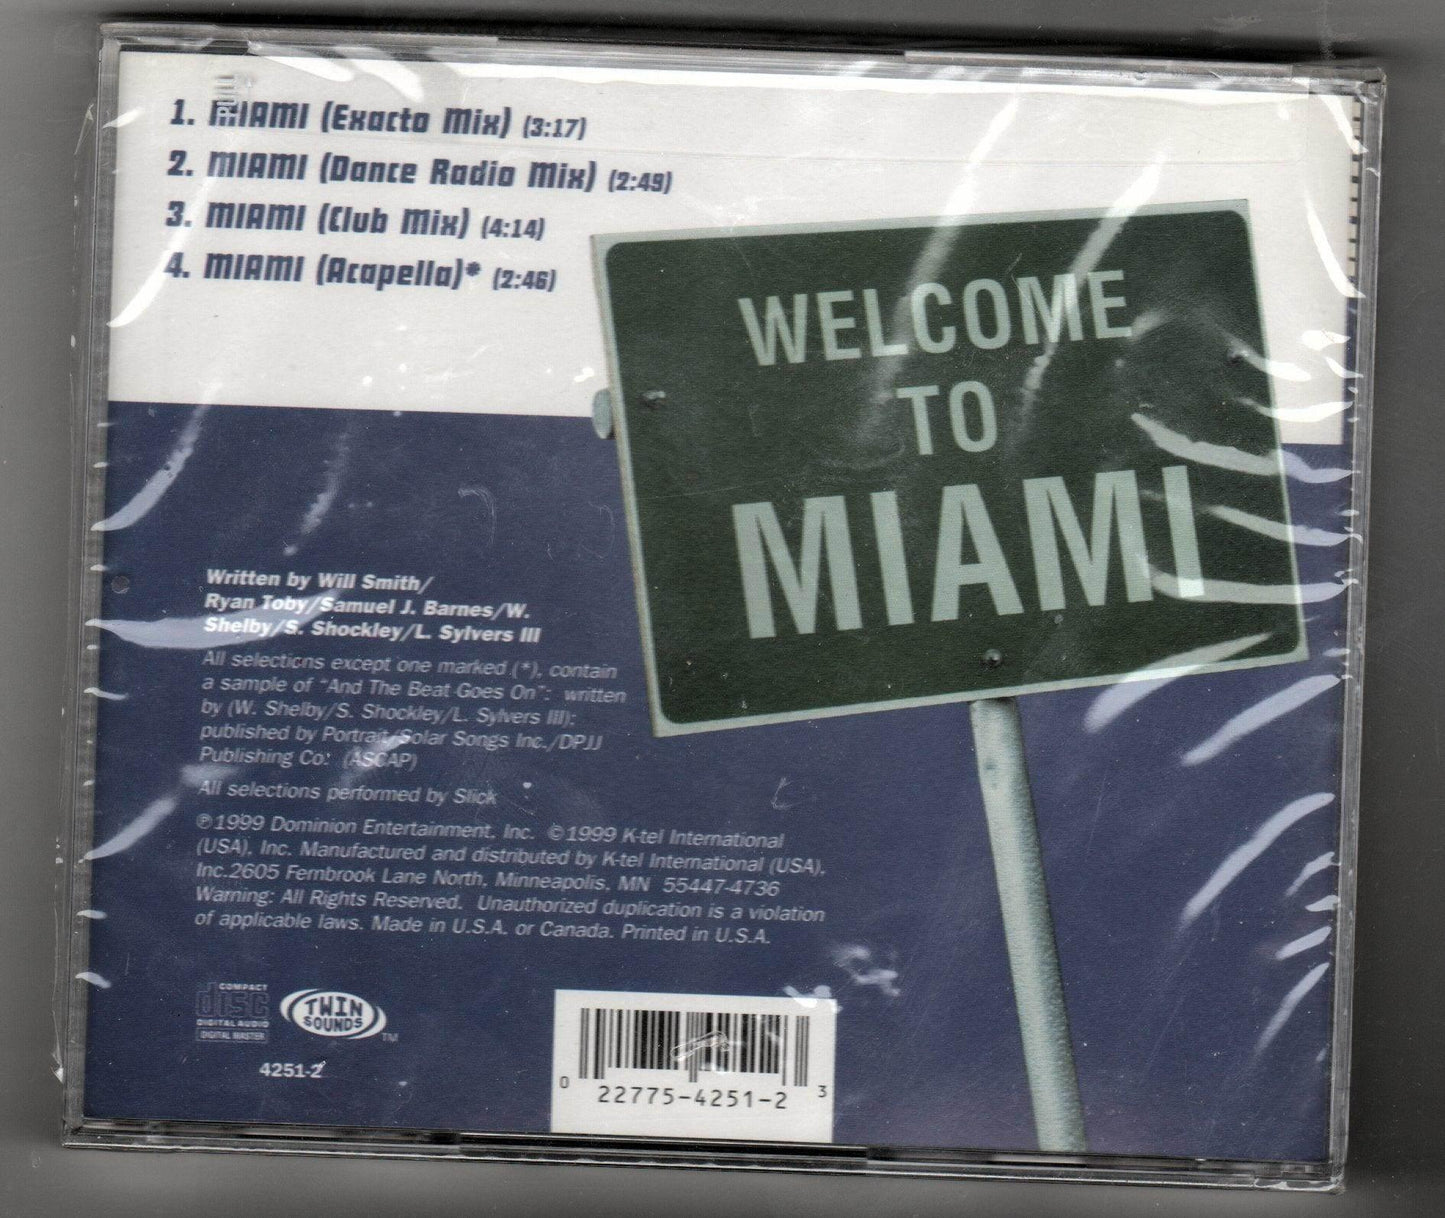 PULL
1. MIAMI (Exacto Mix) (3:17)
2. MIAMI (Dance Radio Mix) (2:49)
3. MIAMI (Club Mix) (4:14)
4. MIAMI (Acapella)* (2:46)
WELCOME
TO
MIAMI
Written by Will Smith/
Ryan Toby/Samuel J. Barnes/W.
Shelby/S. Shockley/L. Sylvers III
All selections except one marked (*), contain
a sample of "And The Beat Goes On": written
by (W. Shelby/S. Shockley/L. Sylvers III);
published by Portrait/Solar Songs Inc./DPJJ
Publishing Co: (ASCAP)
All selections performed by Slick
℗1999 Dominion Entertainment, Inc. ©1999 K-tel International
(USA), Inc. Manufactured and distributed by K-tel International (USA),
Inc.2605 Fernbrook Lane North, Minneapolis, MN 55447-4736
Warning: All Rights Reserved. Unauthorized duplication is a violation
of applicable laws. Made in U.S.A. or Canada. Printed in U.S.A.
COMPACT
disc
DIGITAL AUDIO
DIGITAL MASTER
TWIN
SOUNDS
TM
4251-2
0 22775-4251-2 3